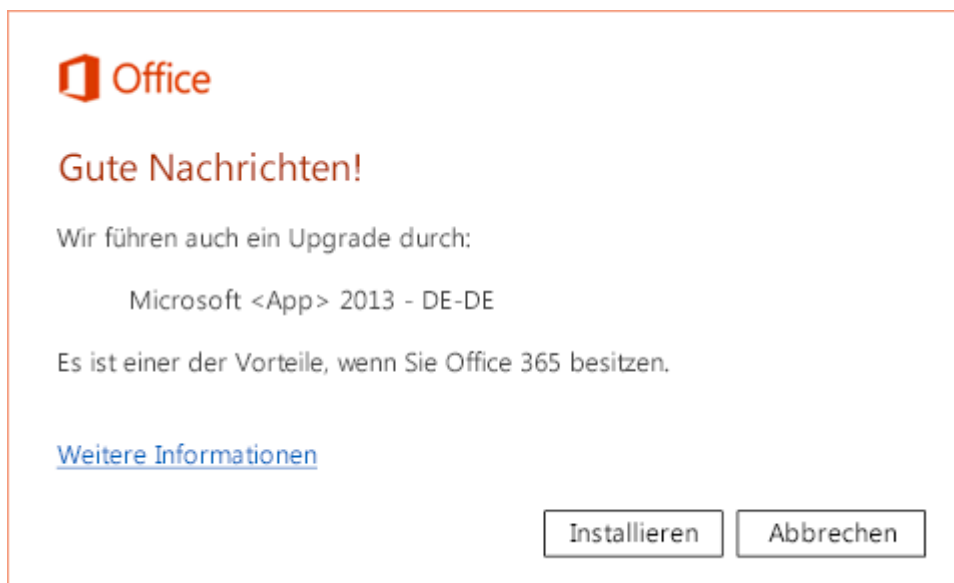 Office
Gute Nachrichten!
Wir führen auch ein Upgrade durch:
Microsoft <App> 2013 - DE-DE
Es ist einer der Vorteile, wenn Sie Office 365 besitzen.
Weitere Informationen
Installieren Abbrechen